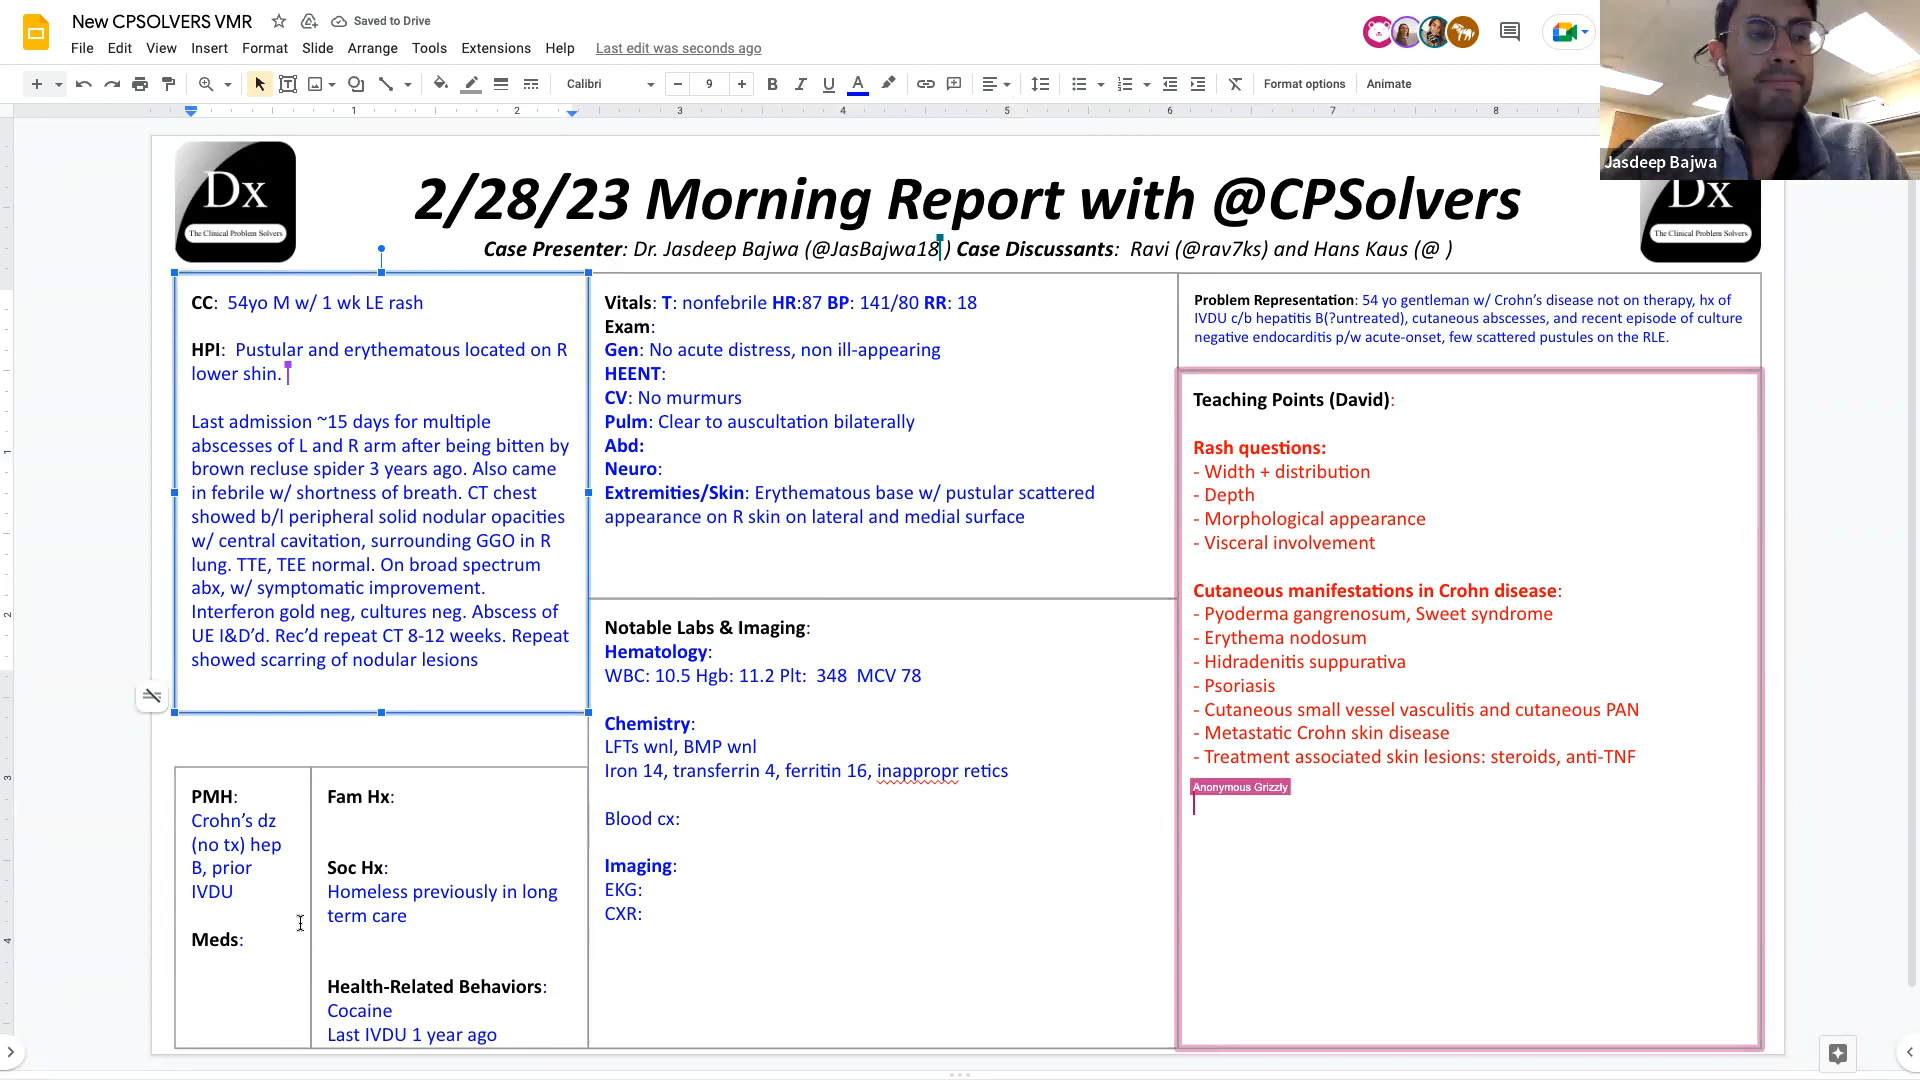 New CPSOLVERS VMR
Saved to Drive
File Edit View Insert Format Slide Arrange Tools Extensions Help Last edit was seconds ago
Calibri
9
Format options
Animate
1 2 3 4 5 6 7 8
Jasdeep Bajwa
Dx
The Clinical Problem Solvers
2/28/23 Morning Report with @CPSolvers
Case Presenter: Dr. Jasdeep Bajwa (@JasBajwa18 ) Case Discussants: Ravi (@rav7ks) and Hans Kaus (@ )
Dx
The Clinical Problem Solvers
CC: 54yo M w/ 1 wk LE rash
HPI: Pustular and erythematous located on R
lower shin.
Last admission ~15 days for multiple
abscesses of L and R arm after being bitten by
brown recluse spider 3 years ago. Also came
in febrile w/ shortness of breath. CT chest
showed b/l peripheral solid nodular opacities
w/ central cavitation, surrounding GGO in R
lung. TTE, TEE normal. On broad spectrum
abx, w/ symptomatic improvement.
Interferon gold neg, cultures neg. Abscess of
UE I&D’d. Rec’d repeat CT 8-12 weeks. Repeat
showed scarring of nodular lesions
PMH:
Crohn’s dz
(no tx) hep
B, prior
IVDU
Meds:
Fam Hx:
Soc Hx:
Homeless previously in long
term care
Health-Related Behaviors:
Cocaine
Last IVDU 1 year ago
Vitals: T: nonfebrile HR:87 BP: 141/80 RR: 18
Exam:
Gen: No acute distress, non ill-appearing
HEENT:
CV: No murmurs
Pulm: Clear to auscultation bilaterally
Abd:
Neuro:
Extremities/Skin: Erythematous base w/ pustular scattered
appearance on R skin on lateral and medial surface
Notable Labs & Imaging:
Hematology:
WBC: 10.5 Hgb: 11.2 Plt: 348 MCV 78
Chemistry:
LFTs wnl, BMP wnl
Iron 14, transferrin 4, ferritin 16, inappropr retics
Blood cx:
Imaging:
EKG:
CXR:
Problem Representation: 54 yo gentleman w/ Crohn’s disease not on therapy, hx of
IVDU c/b hepatitis B(?untreated), cutaneous abscesses, and recent episode of culture
negative endocarditis p/w acute-onset, few scattered pustules on the RLE.
Teaching Points (David):
Rash questions:
- Width + distribution
- Depth
- Morphological appearance
- Visceral involvement
Cutaneous manifestations in Crohn disease:
- Pyoderma gangrenosum, Sweet syndrome
- Erythema nodosum
- Hidradenitis suppurativa
- Psoriasis
- Cutaneous small vessel vasculitis and cutaneous PAN
- Metastatic Crohn skin disease
- Treatment associated skin lesions: steroids, anti-TNF
Anonymous Grizzly
1
2
3
4